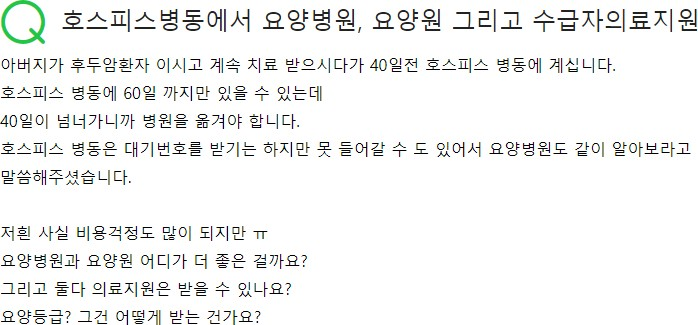 Q 호스피스병동에서 요양병원, 요양원 그리고 수급자의료지원
아버지가 후두암환자 이시고 계속 치료 받으시다가 40일전 호스피스 병동에 계십니다.
호스피스 병동에 60일 까지만 있을 수 있는데
40일이 넘너가니까 병원을 옮겨야 합니다.
호스피스 병동은 대기번호를 받기는 하지만 못 들어갈 수 도 있어서 요양병원도 같이 알아보라고
말씀해주셨습니다.
저흰 사실 비용걱정도 많이 되지만 ㅠ
요양병원과 요양원 어디가 더 좋은 걸까요?
그리고 둘다 의료지원은 받을 수 있나요?
요양등급? 그건 어떻게 받는 건가요?